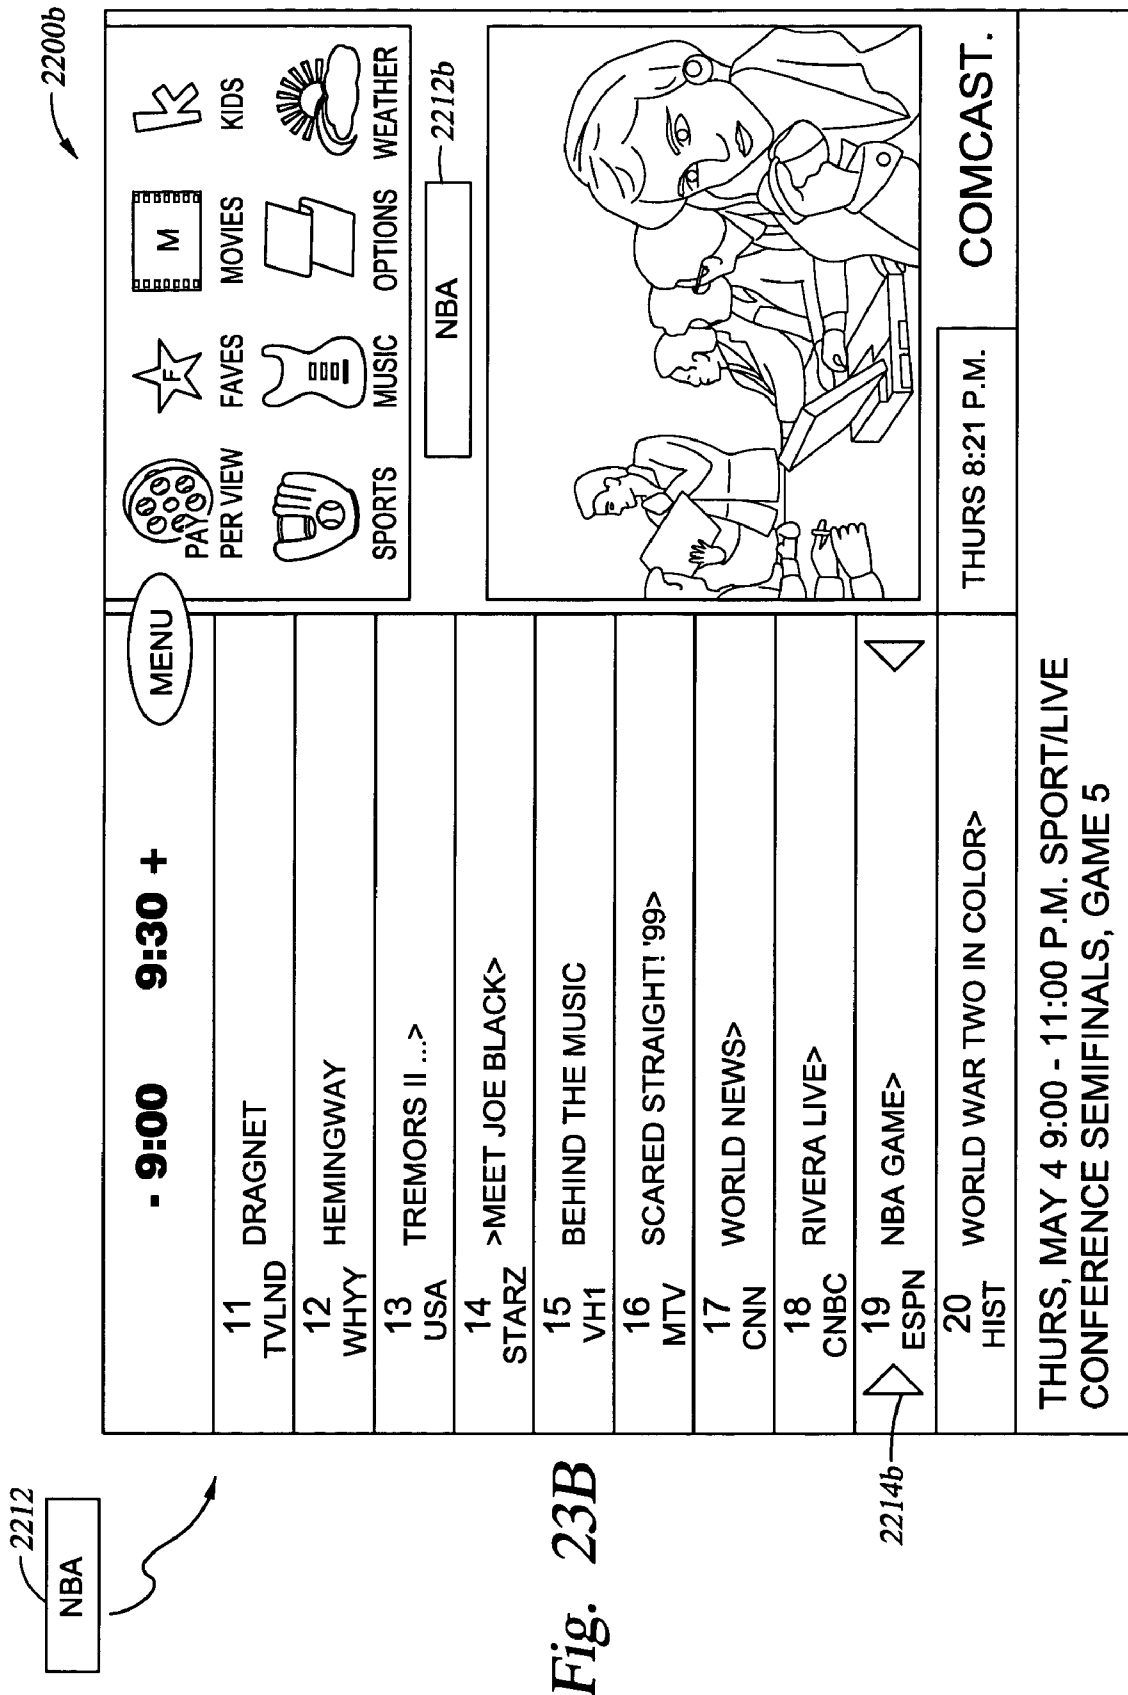 2212
NBA
2200b
- 9:00 9:30 +
MENU
11 DRAGNET
TVLND
12 HEMINGWAY
WHYY
13 TREMORS II ...>
USA
14 >MEET JOE BLACK>
STARZ
15 BEHIND THE MUSIC
VH1
16 SCARED STRAIGHT! '99>
MTV
17 WORLD NEWS>
CNN
18 RIVERA LIVE>
CNBC
19 NBA GAME>
ESPN
20 WORLD WAR TWO IN COLOR>
HIST
2214b
PAY
PER VIEW
F
FAVES
M
MOVIES
k
KIDS
SPORTS
MUSIC
OPTIONS
WEATHER
NBA
2212b
THURS 8:21 P.M.
COMCAST.
THURS, MAY 4 9:00 - 11:00 P.M. SPORT/LIVE
CONFERENCE SEMIFINALS, GAME 5
Fig. 23B